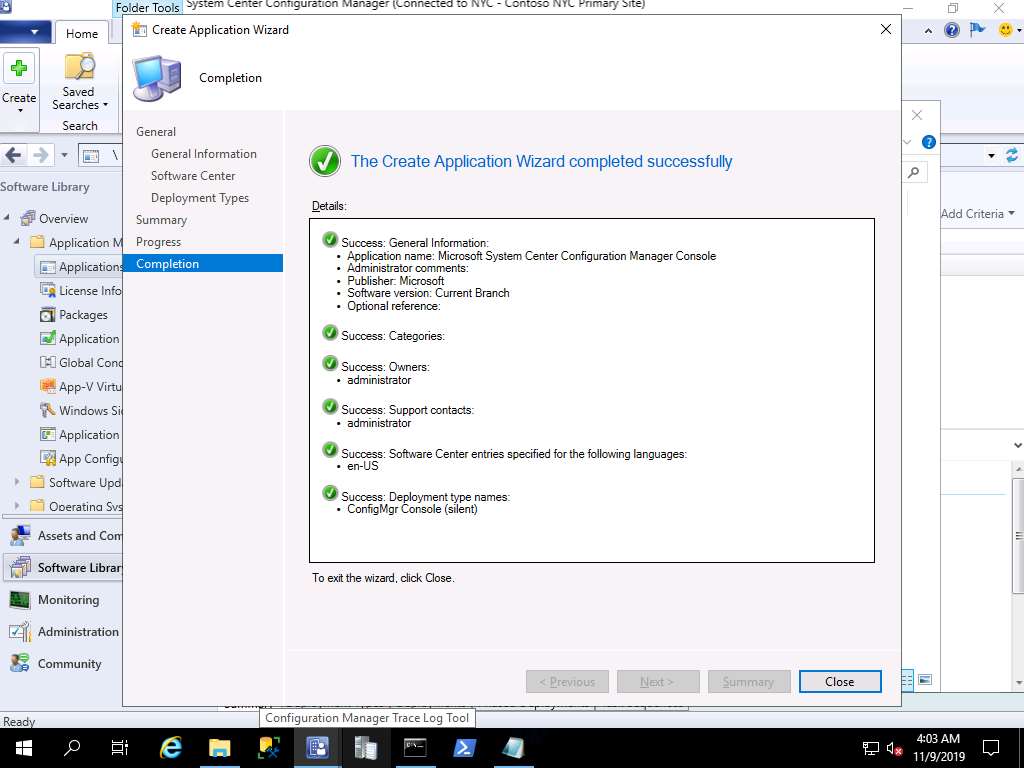 Folder Tools
System Center Configuration Manager (Connected to NYC - Contoso NYC Primary Site)
Home
Create
Saved
Searches
Search
\
Software Library
Overview
Application M
Applications
License Info
Packages
Application
Global Cond
App-V Virtu
Windows Si
Application
App Configu
Software Upd
Operating Sys
Assets and Com
Software Librar
Monitoring
Administration
Community
Ready
Add Criteria
Create Application Wizard
Completion
General
General Information
Software Center
Deployment Types
Summary
Progress
Completion
The Create Application Wizard completed successfully
Details:
Success: General Information:
• Application name: Microsoft System Center Configuration Manager Console
• Administrator comments:
• Publisher: Microsoft
• Software version: Current Branch
• Optional reference:
Success: Categories:
Success: Owners:
• administrator
Success: Support contacts:
• administrator
Success: Software Center entries specified for the following languages:
• en-US
Success: Deployment type names:
• ConfigMgr Console (silent)
To exit the wizard, click Close.
< Previous
Next >
Summary
Close
Configuration Manager Trace Log Tool
4:03 AM
11/9/2019